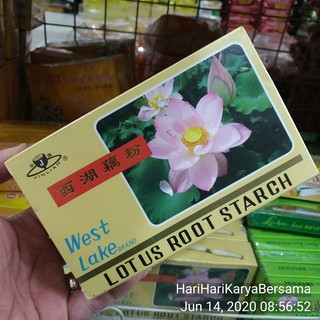 西湖藕粉
West
Lake BRAND
LOTUS ROOT STARCH
HariHariKaryaBersama
Jun 14, 2020 08:56:52